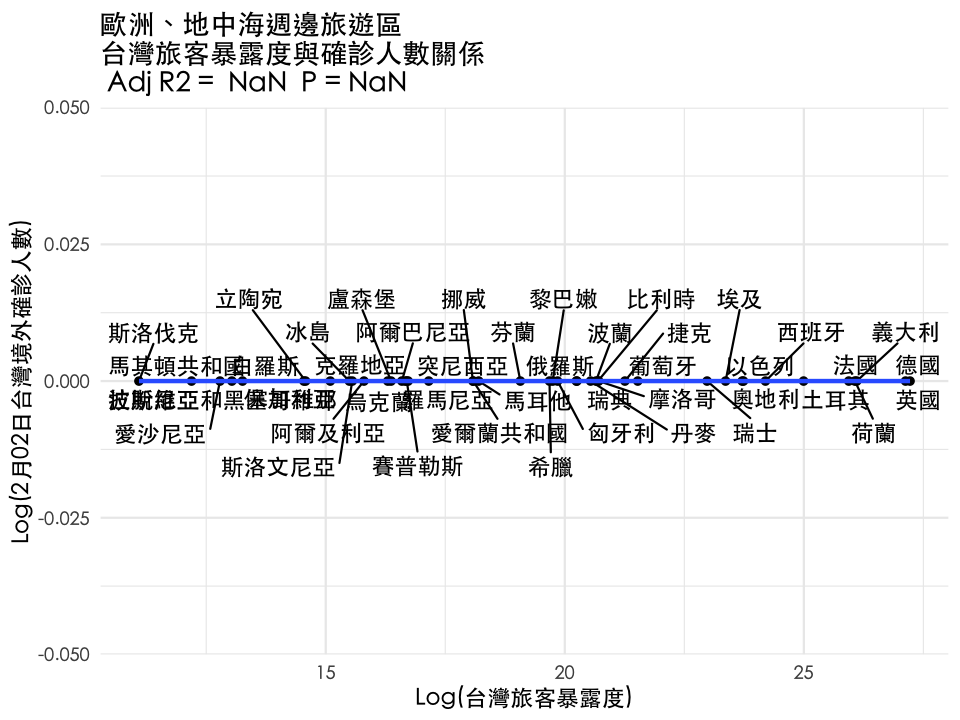 歐洲、地中海週邊旅遊區
台灣旅客暴露度與確診人數關係
Adj R2 = NaN P = NaN
0.050
0.025
0.000
-0.025
-0.050
Log(2月02日台灣境外確診人數)
立陶宛 盧森堡 挪威 黎巴嫩 比利時 埃及
斯洛伐克 冰島 阿爾巴尼亞 芬蘭 波蘭 捷克 西班牙 義大利
馬其頓共和國 白羅斯 克羅地亞 突尼西亞 俄羅斯 葡萄牙 以色列 法國 德國
烏克蘭 羅馬尼亞 馬耳他 瑞典 摩洛哥 奧地利 土耳其 英國
愛沙尼亞 阿爾及利亞 愛爾蘭共和國 匈牙利 丹麥 瑞士 荷蘭
斯洛文尼亞 賽普勒斯 希臘
15 20 25
Log(台灣旅客暴露度)